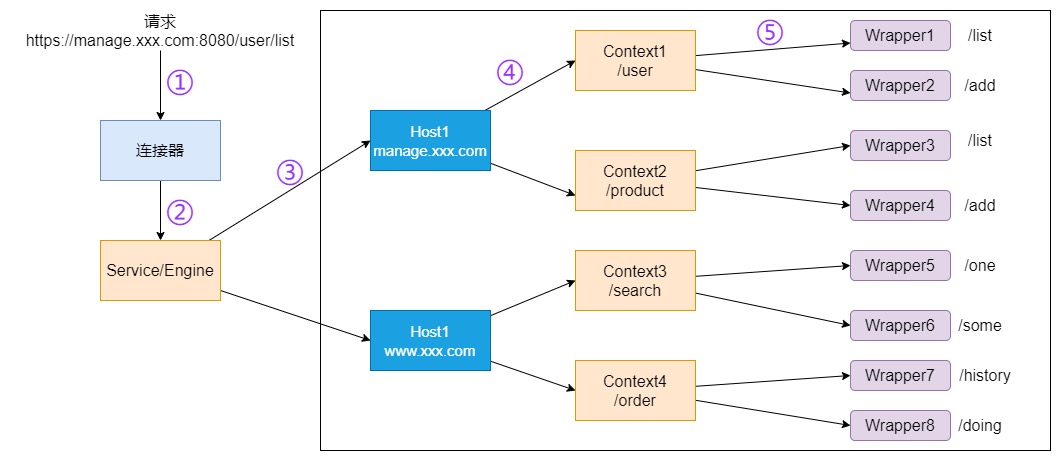 请求
https://manage.xxx.com:8080/user/list
①
连接器
②
Service/Engine
③
Host1
manage.xxx.com
④
Context1
/user
⑤
Wrapper1
/list
Wrapper2
/add
Context2
/product
Wrapper3
/list
Wrapper4
/add
Host1
www.xxx.com
Context3
/search
Wrapper5
/one
Wrapper6
/some
Context4
/order
Wrapper7
/history
Wrapper8
/doing